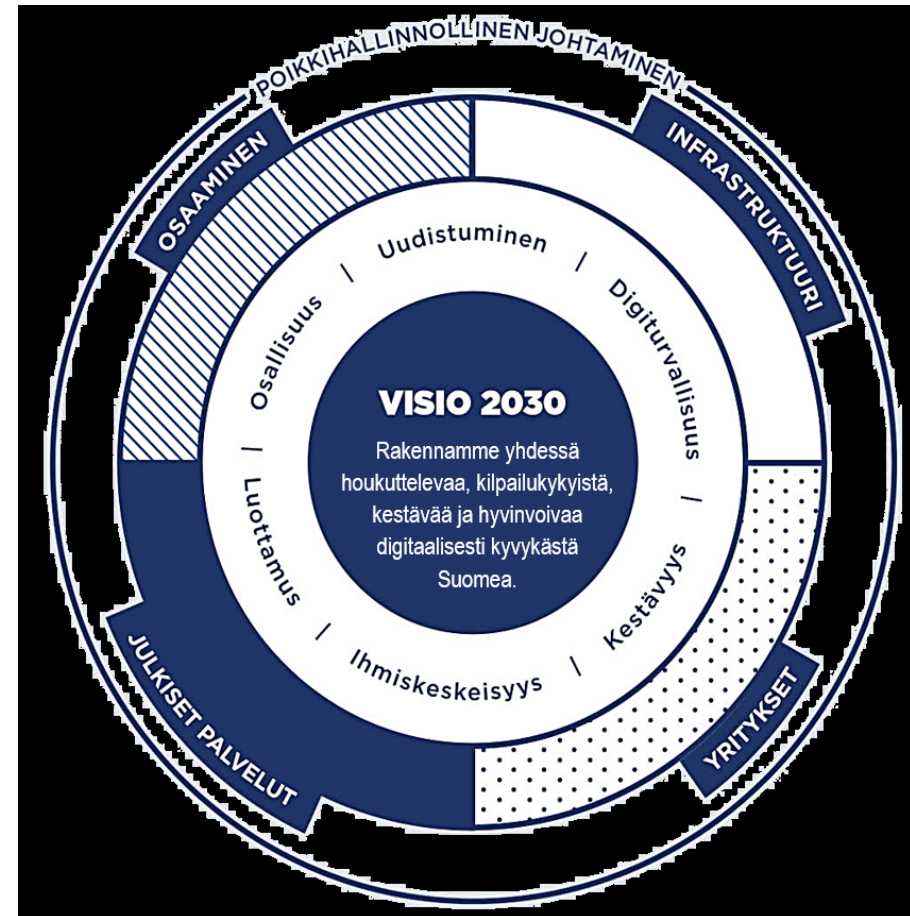 POIKKIHALLINNOLLINEN JOHTAMINEN
OSAAMINEN
INFRASTRUKTUURI
Uudistuminen
|
Digiturvallisuus
|
Kestävyys
|
Ihmiskeskeisyys
|
Luottamus
|
Osallisuus
|
VISIO 2030
Rakennamme yhdessä
houkuttelevaa, kilpailukykyistä,
kestävää ja hyvinvoivaa
digitaalisesti kyvykästä
Suomea.
JULKISET PALVELUT
YRITYKSET